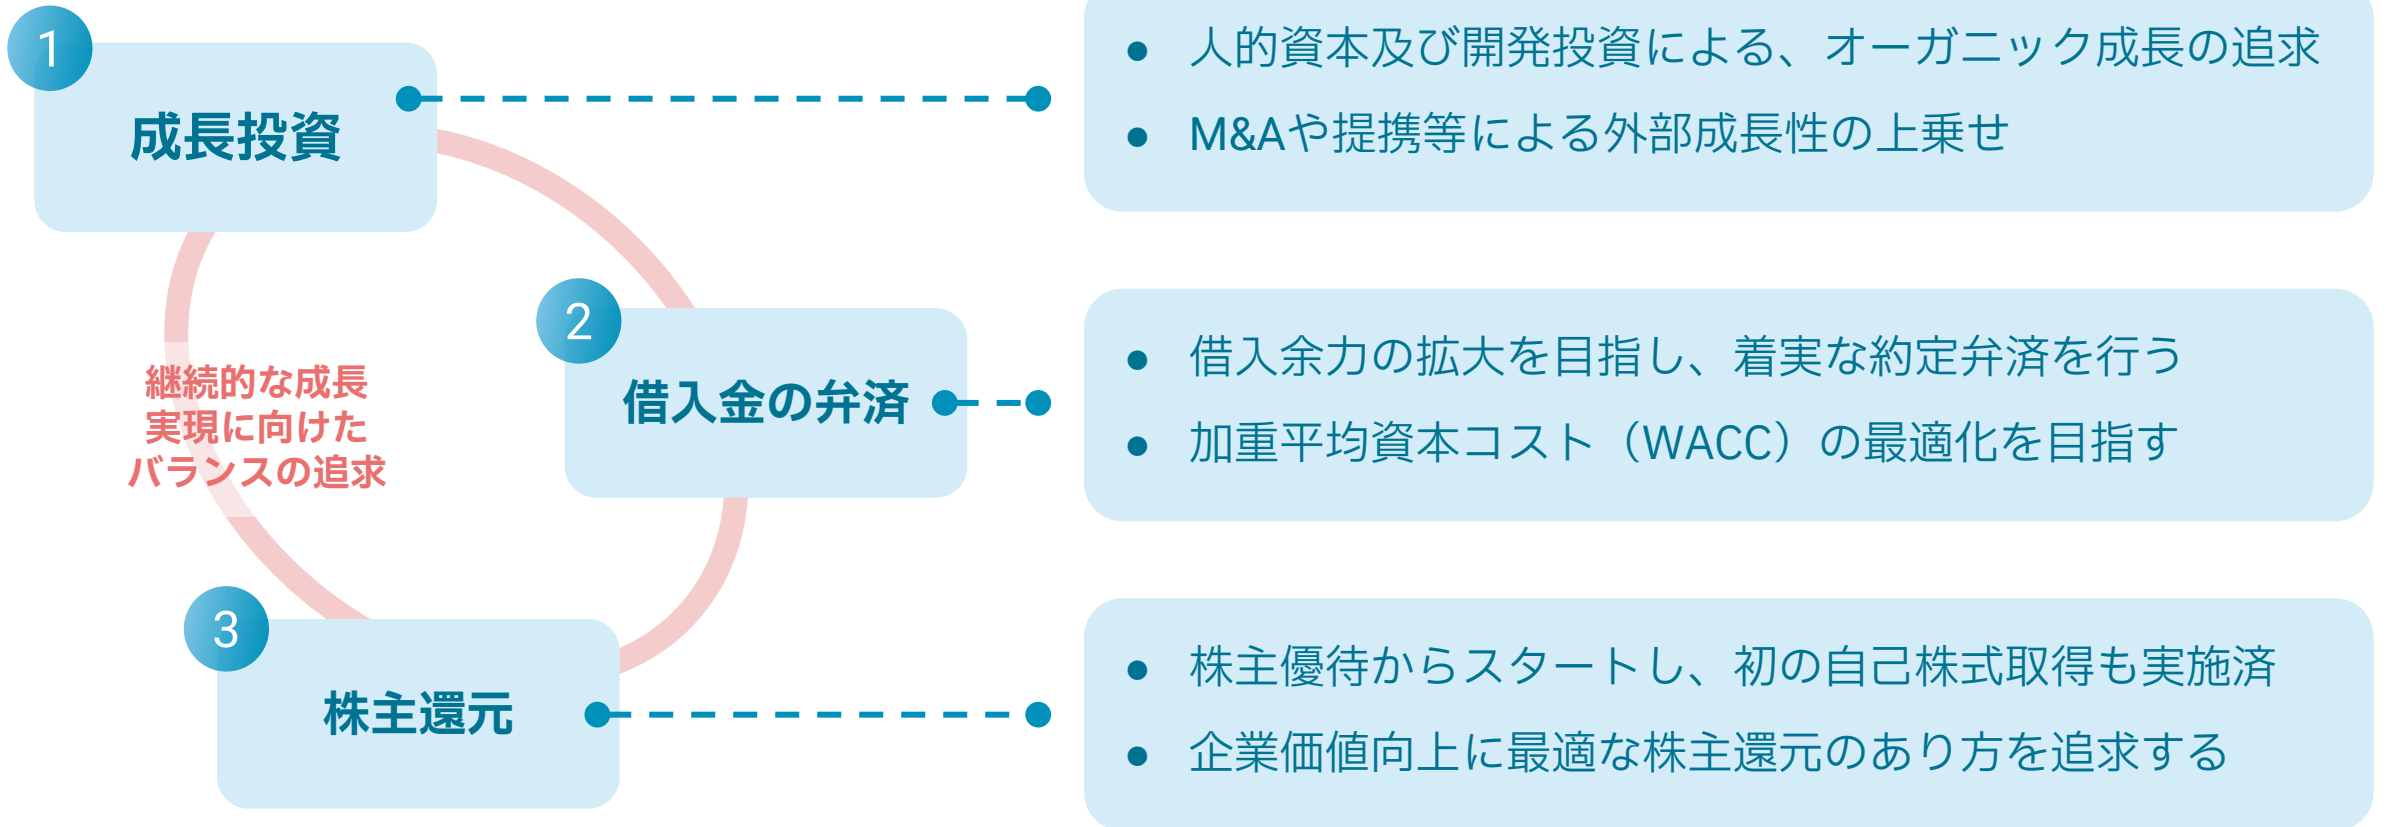 1
成長投資
● 人的資本及び開発投資による、オーガニック成長の追求
● M&Aや提携等による外部成長性の上乗せ
継続的な成長
実現に向けた
バランスの追求
2
借入金の弁済
● 借入余力の拡大を目指し、着実な約定弁済を行う
● 加重平均資本コスト（WACC）の最適化を目指す
3
株主還元
● 株主優待からスタートし、初の自己株式取得も実施済
● 企業価値向上に最適な株主還元のあり方を追求する